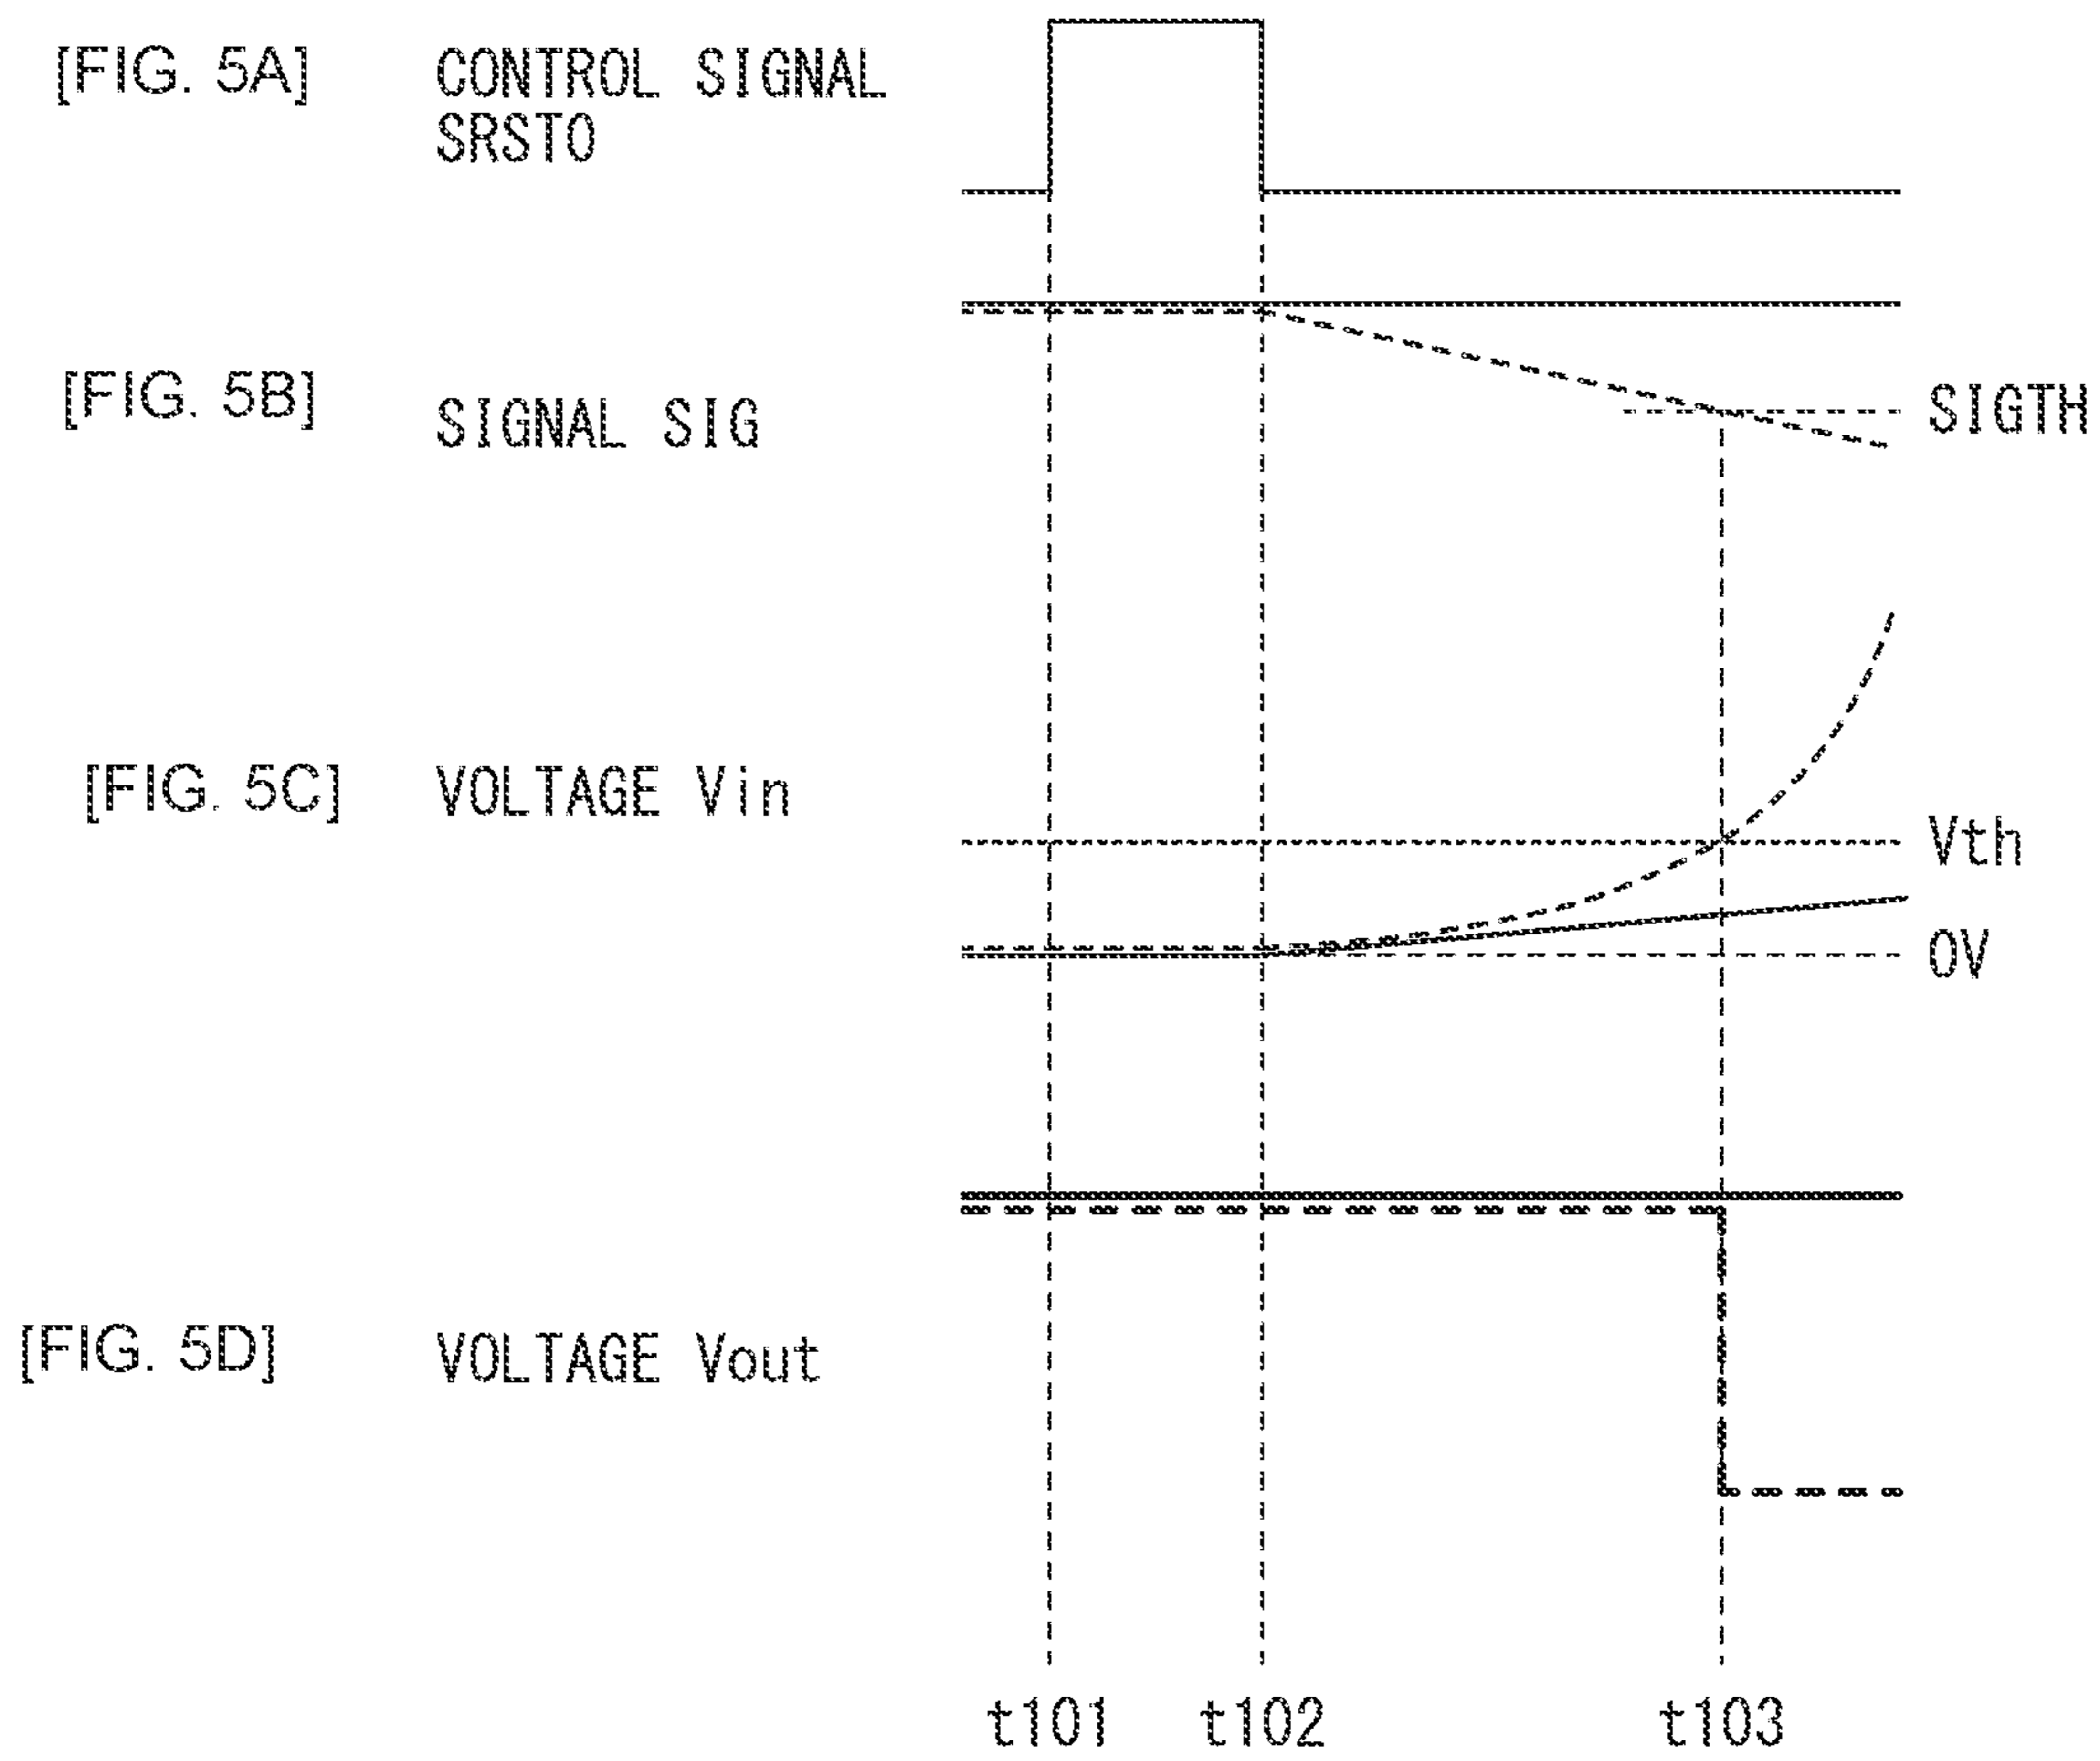 [FIG. 5A] CONTROL SIGNAL
SRST0
[FIG. 5B] SIGNAL SIG
SIGTH
[FIG. 5C] VOLTAGE Vin
Vth
0V
[FIG. 5D] VOLTAGE Vout
t101 t102 t103